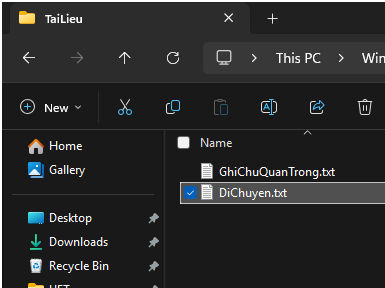 TaiLieu
This PC
Win
New
Home
Gallery
Desktop
Downloads
Recycle Bin
Name
GhiChuQuanTrong.txt
DiChuyen.txt